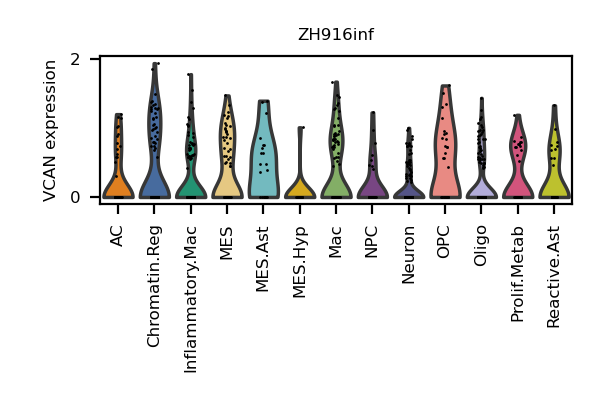 ZH916inf
VCAN expression
2
0
AC
Chromatin.Reg
Inflammatory.Mac
MES
MES.Ast
MES.Hyp
Mac
NPC
Neuron
OPC
Oligo
Prolif.Metab
Reactive.Ast